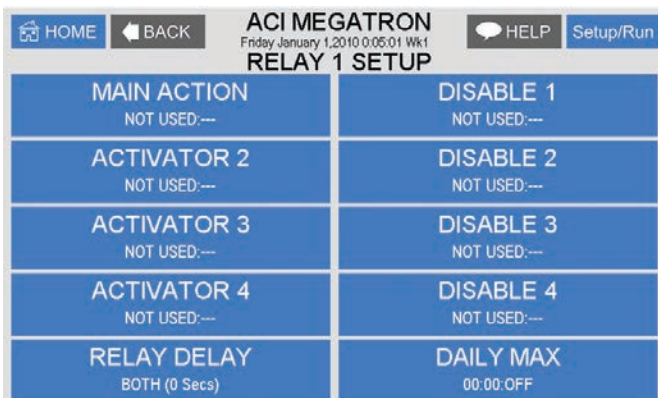 HOME
BACK
ACI MEGATRON
HELP
Setup/Run
Friday January 1,2010 0:05:01 Wk1
RELAY 1 SETUP
MAIN ACTION
NOT USED:---
DISABLE 1
NOT USED:---
ACTIVATOR 2
NOT USED:---
DISABLE 2
NOT USED:---
ACTIVATOR 3
NOT USED:---
DISABLE 3
NOT USED:---
ACTIVATOR 4
NOT USED:---
DISABLE 4
NOT USED:---
RELAY DELAY
BOTH (0 Secs)
DAILY MAX
00:00:OFF